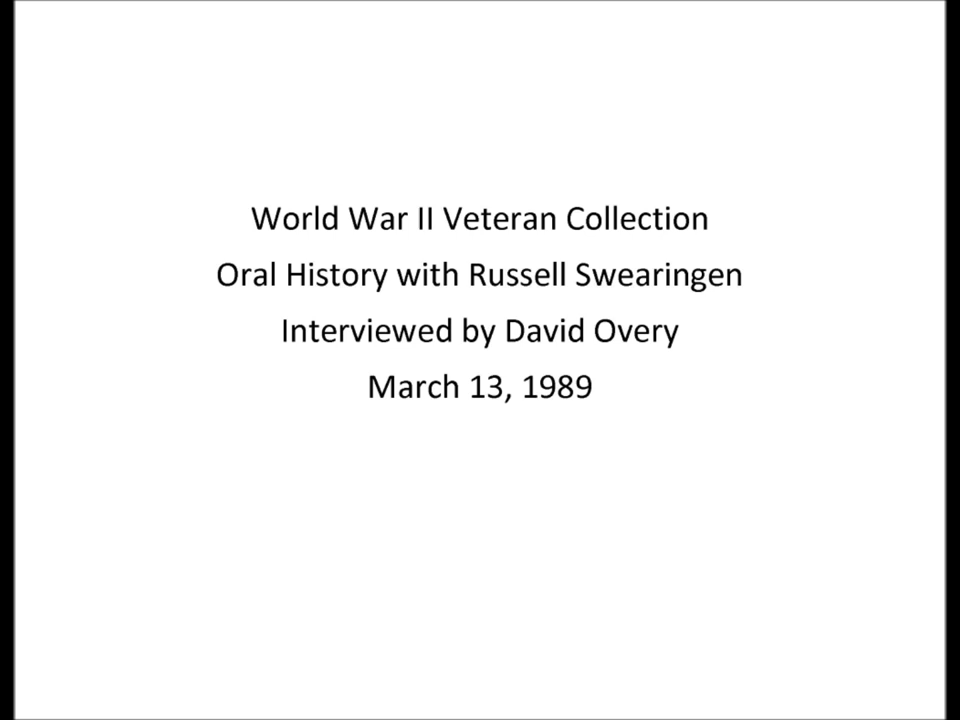 World War II Veteran Collection
Oral History with Russell Swearingen
Interviewed by David Overy
March 13, 1989